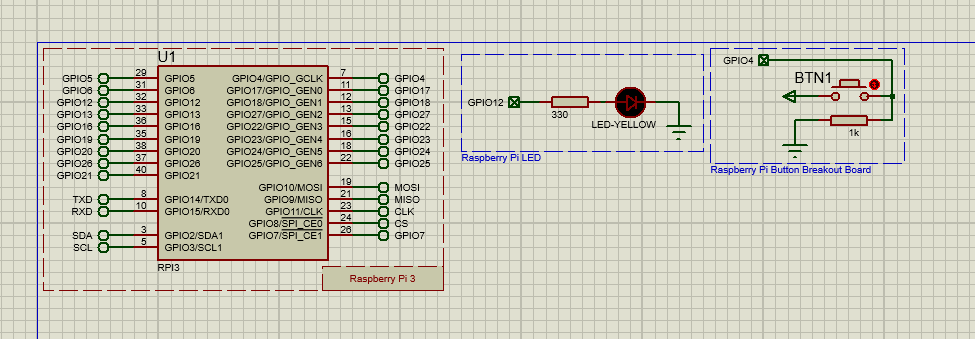 U1
GPIO5 29 GPIO5 GPIO4/GPIO_GCLK 7 GPIO4
GPIO6 31 GPIO6 GPIO17/GPIO_GEN0 11 GPIO17
GPIO12 32 GPIO12 GPIO18/GPIO_GEN1 12 GPIO18
GPIO13 33 GPIO13 GPIO27/GPIO_GEN2 13 GPIO27
GPIO16 36 GPIO16 GPIO22/GPIO_GEN3 15 GPIO22
GPIO19 35 GPIO19 GPIO23/GPIO_GEN4 16 GPIO23
GPIO20 38 GPIO20 GPIO24/GPIO_GEN5 18 GPIO24
GPIO26 37 GPIO26 GPIO25/GPIO_GEN6 22 GPIO25
GPIO21 40 GPIO21
GPIO10/MOSI 19 MOSI
TXD 8 GPIO14/TXD0 GPIO9/MISO 21 MISO
RXD 10 GPIO15/RXD0 GPIO11/CLK 23 CLK
GPIO8/SPI_CE0 24 CS
SDA 3 GPIO2/SDA1 GPIO7/SPI_CE1 26 GPIO7
SCL 5 GPIO3/SCL1
RPI3
Raspberry Pi 3
GPIO12
330
LED-YELLOW
Raspberry Pi LED
GPIO4
BTN1
1k
Raspberry Pi Button Breakout Board